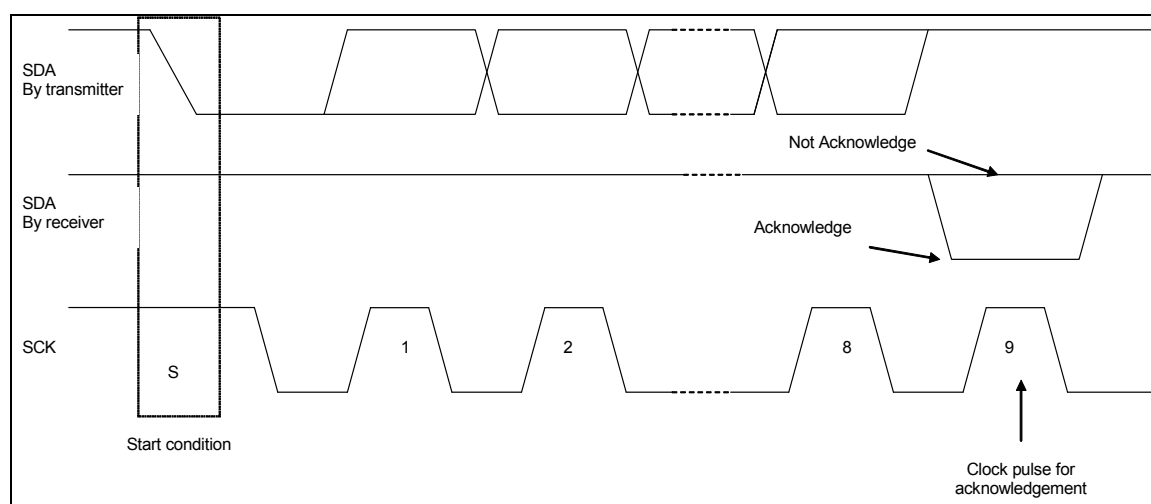 SDA
By transmitter
Not Acknowledge
SDA
By receiver
Acknowledge
SCK
1
2
8
9
S
Start condition
Clock pulse for
acknowledgement